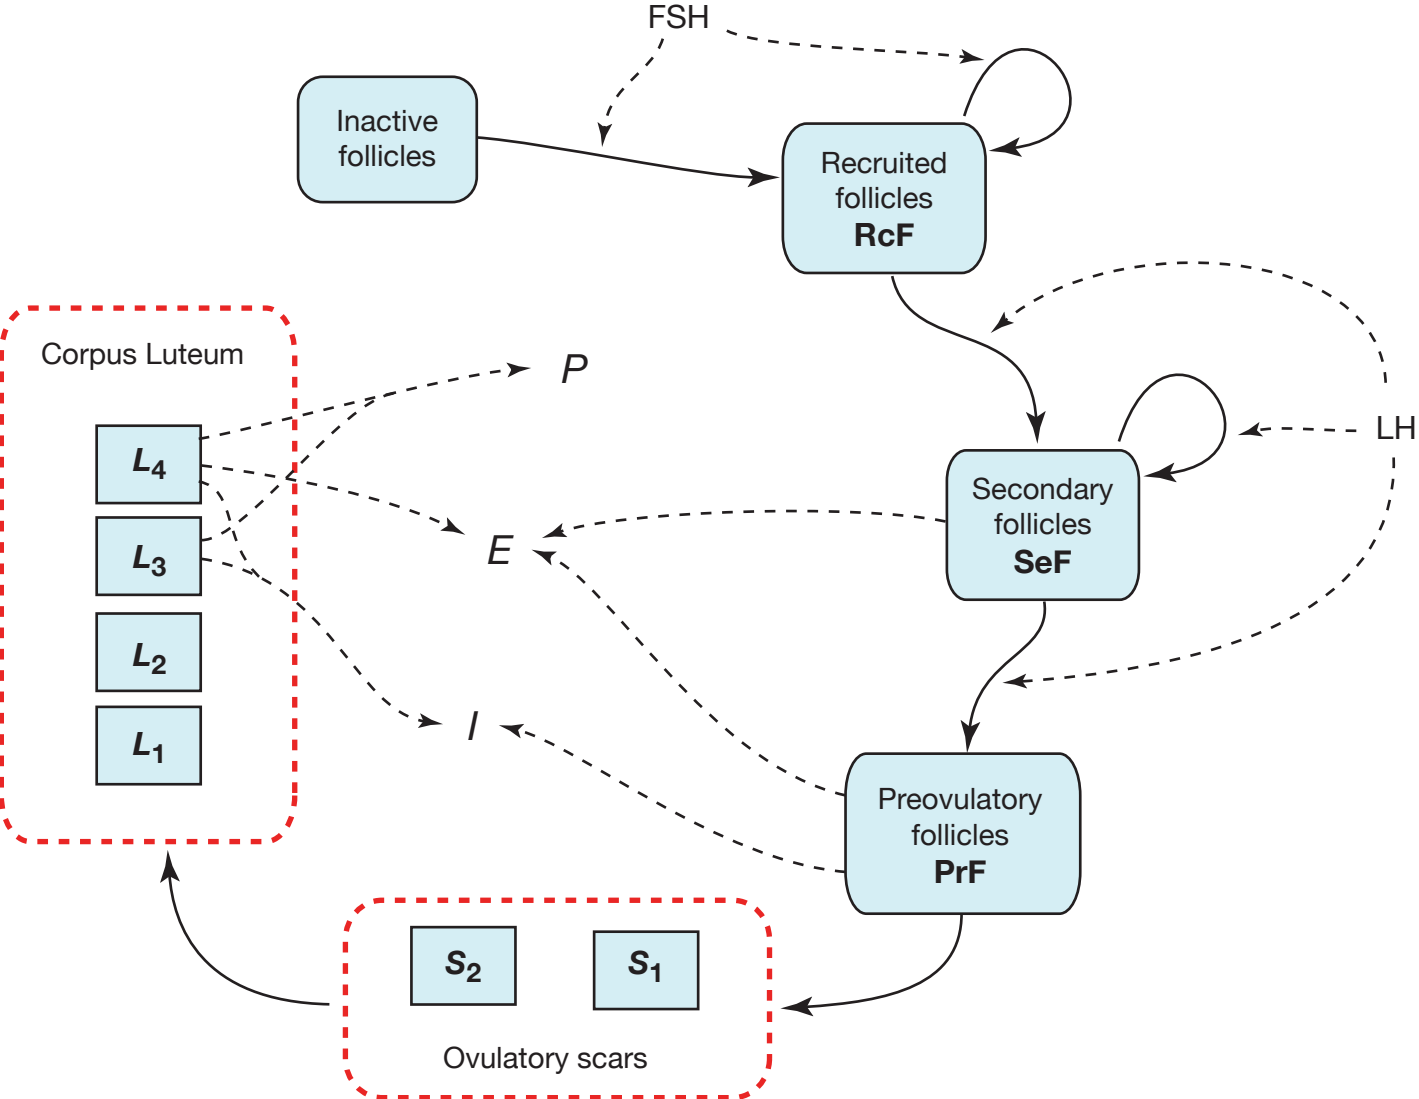 FSH
Inactive
follicles
Recruited
follicles
RcF
Corpus Luteum
P
L4
LH
E
Secondary
follicles
SeF
L3
L2
L1
I
Preovulatory
follicles
PrF
S2
S1
Ovulatory scars